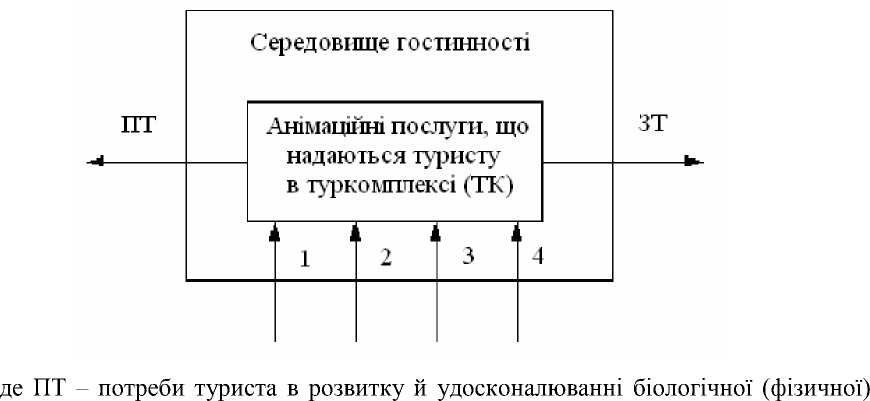 Середовище гостинності
ПТ
Анімаційні послуги, що
надаються туристу
в туркомплексі (ТК)
ЗТ
1 2 3 4
де ПТ – потреби туриста в розвитку й удосконалюванні біологічної (фізичної)